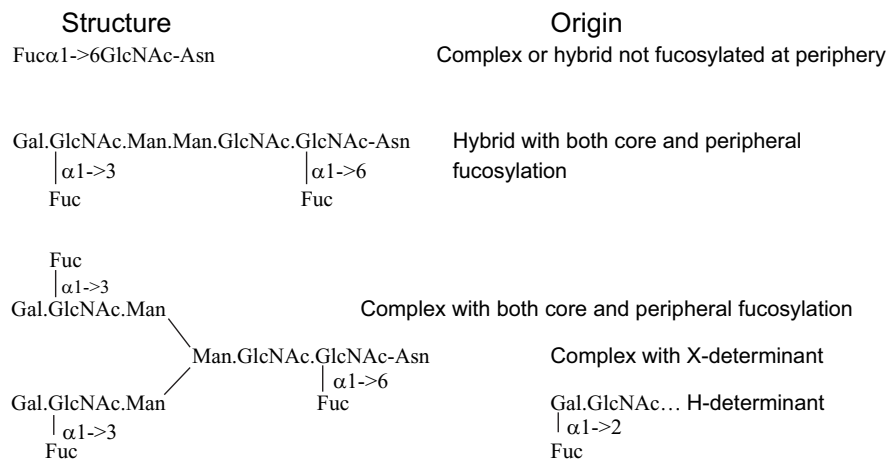 Structure Origin
Fucα1->6GlcNAc-Asn Complex or hybrid not fucosylated at periphery
Gal.GlcNAc.Man.Man.GlcNAc.GlcNAc-Asn Hybrid with both core and peripheral
α1->3 α1->6 fucosylation
Fuc Fuc
Fuc
α1->3
Gal.GlcNAc.Man Complex with both core and peripheral fucosylation
Man.GlcNAc.GlcNAc-Asn Complex with X-determinant
α1->6
Gal.GlcNAc.Man Fuc Gal.GlcNAc... H-determinant
α1->3 α1->2
Fuc Fuc